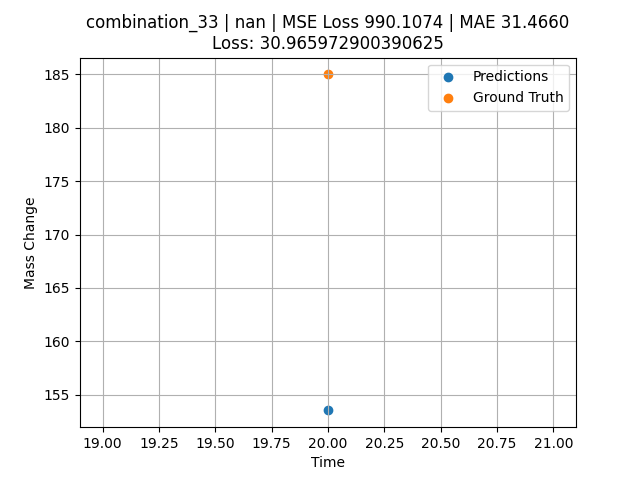 combination_33 | nan | MSE Loss 990.1074 | MAE 31.4660
Loss: 30.965972900390625
Predictions
Ground Truth
185
180
175
170
165
160
155
Mass Change
19.00 19.25 19.50 19.75 20.00 20.25 20.50 20.75 21.00
Time